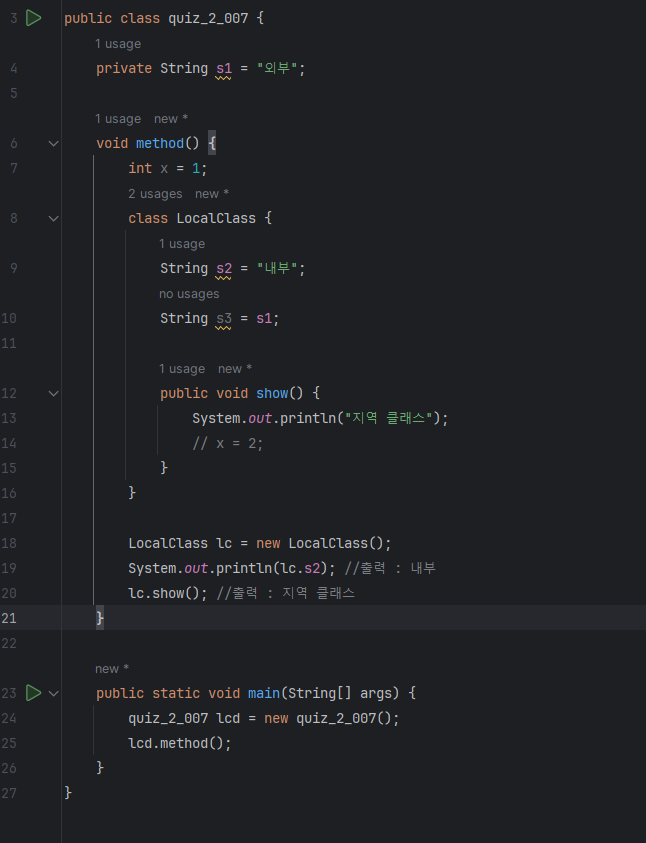 3 public class quiz_2_007 {
1 usage
4 private String s1 = "외부";
5
1 usage new *
6 void method() {
7 int x = 1;
2 usages new *
8 class LocalClass {
1 usage
9 String s2 = "내부";
no usages
10 String s3 = s1;
11
1 usage new *
12 public void show() {
13 System.out.println("지역 클래스");
14 // x = 2;
15 }
16 }
17
18 LocalClass lc = new LocalClass();
19 System.out.println(lc.s2); //출력 : 내부
20 lc.show(); //출력 : 지역 클래스
21 }
22
new *
23 public static void main(String[] args) {
24 quiz_2_007 lcd = new quiz_2_007();
25 lcd.method();
26 }
27 }